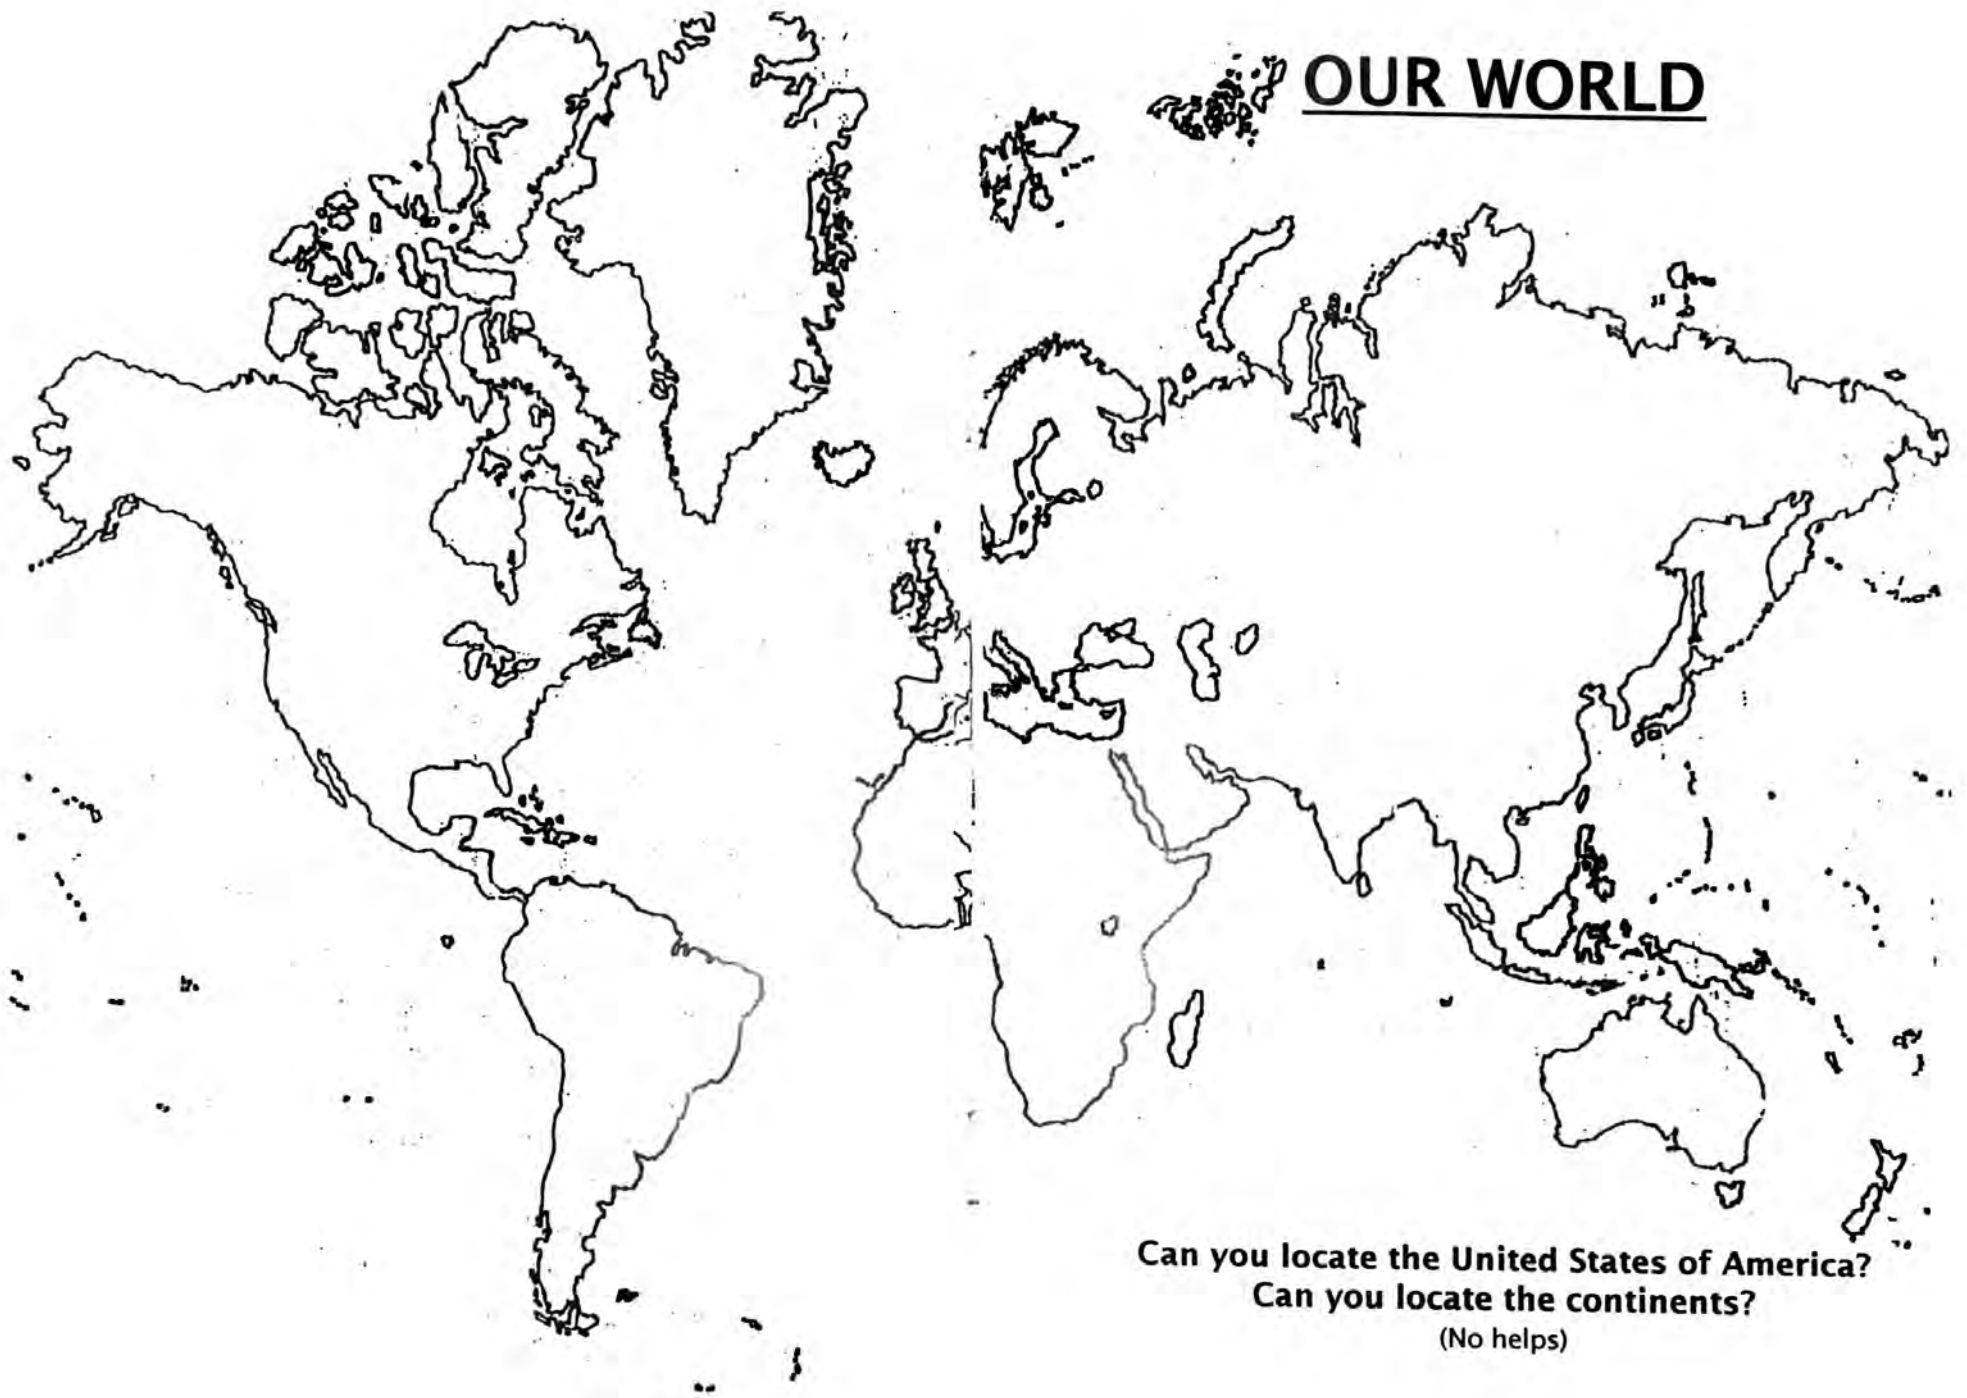 OUR WORLD
Can you locate the United States of America?
Can you locate the continents?
(No helps)